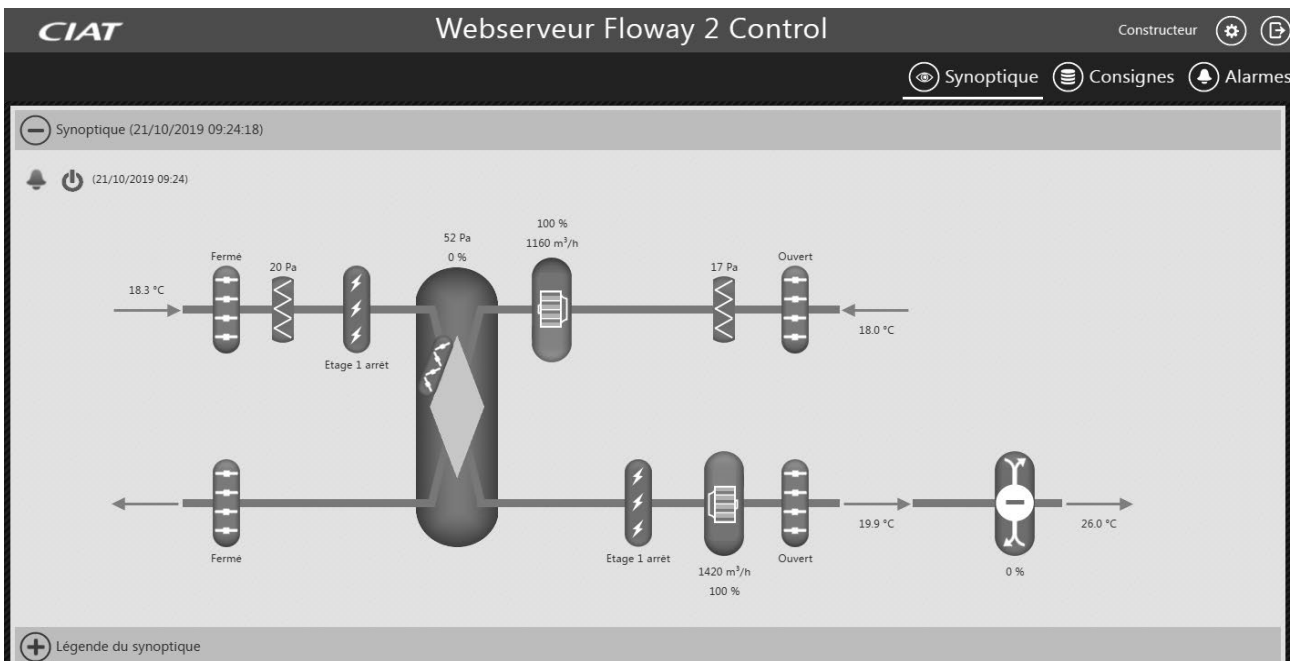 CIAT
Webserveur Floway 2 Control
Constructeur
Synoptique
Consignes
Alarmes
Synoptique (21/10/2019 09:24:18)
(21/10/2019 09:24)
100 %
1160 m³/h
52 Pa
0 %
Fermé
20 Pa
17 Pa
Ouvert
18.3 °C
18.0 °C
Etage 1 arrêt
Fermé
Etage 1 arrêt
1420 m³/h
100 %
Ouvert
19.9 °C
26.0 °C
0 %
Légende du synoptique